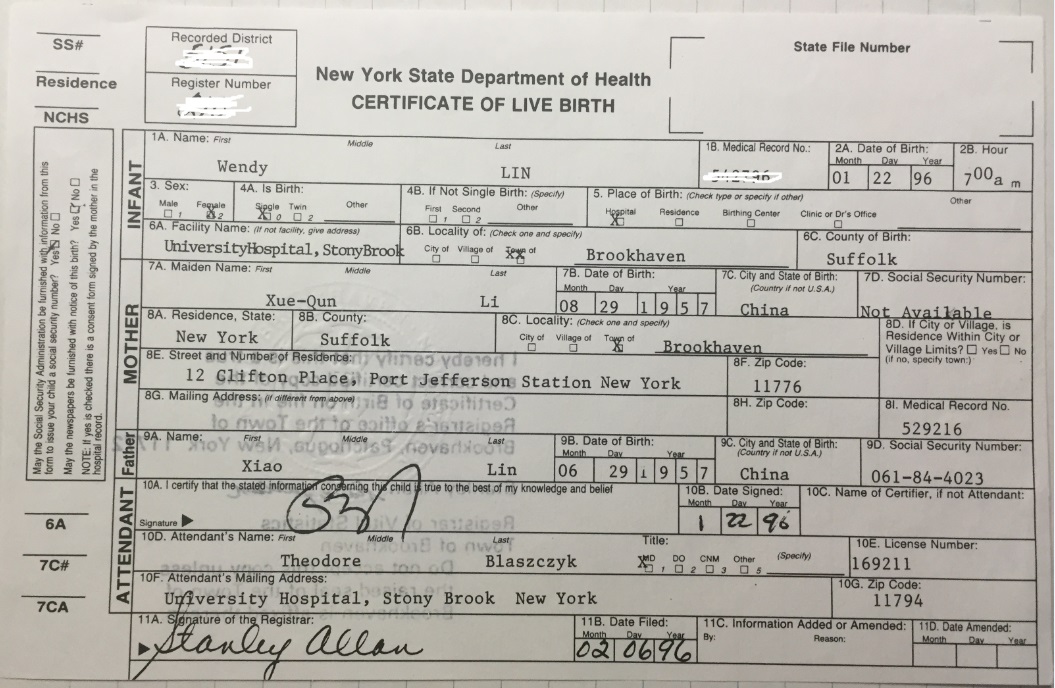 SS#
Residence
NCHS
Recorded District
Register Number
New York State Department of Health
CERTIFICATE OF LIVE BIRTH
State File Number
May the Social Security Administration be furnished with information from this form to issue your child a social security number? Yes No
May the newspapers be furnished with notice of this birth? Yes No
NOTE: If yes is checked there is a consent form signed by the mother in the hospital record.
INFANT
1A. Name: First Middle Last
Wendy LIN
1B. Medical Record No.:
2A. Date of Birth: Month Day Year
01 22 96
2B. Hour
7 00 a m
3. Sex:
Male 1 Female X 2
4A. Is Birth:
Single X 0 Twin 2 Other
4B. If Not Single Birth: (Specify)
First 1 Second 2 Other
5. Place of Birth: (Check type or specify if other)
Hospital X Residence Birthing Center Clinic or Dr's Office Other
6A. Facility Name: (If not facility, give address)
UniversityHospital, StonyBrook
6B. Locality of: (Check one and specify)
City of Village of Town of XX Brookhaven
6C. County of Birth:
Suffolk
MOTHER
7A. Maiden Name: First Middle Last
Xue-Qun Li
7B. Date of Birth: Month Day Year
08 29 1957
7C. City and State of Birth: (Country if not U.S.A.)
China
7D. Social Security Number:
Not Available
8A. Residence, State:
New York
8B. County:
Suffolk
8C. Locality: (Check one and specify)
City of Village of Town of X Brookhaven
8D. If City or Village, is Residence Within City or Village Limits? Yes No
(if no, specify town:)
8E. Street and Number of Residence:
12 Clifton Place, Port Jefferson Station New York
8F. Zip Code:
11776
8G. Mailing Address: (if different from above)
8H. Zip Code:
8I. Medical Record No.
529216
Father
9A. Name: First Middle Last
Xiao Lin
9B. Date of Birth: Month Day Year
06 29 1957
9C. City and State of Birth: (Country if not U.S.A.)
China
9D. Social Security Number:
061-84-4023
ATTENDANT
10A. I certify that the stated information concerning this child is true to the best of my knowledge and belief
Signature ▶
10B. Date Signed: Month Day Year
1 22 96
10C. Name of Certifier, if not Attendant:
10D. Attendant's Name: First Middle Last
Theodore Blaszczyk
Title:
X MD 1 DO 2 CNM 3 Other 5 (Specify)
10E. License Number:
169211
10F. Attendant's Mailing Address:
University Hospital, Stony Brook New York
10G. Zip Code:
11794
11A. Signature of the Registrar:
▶ Stanley Allan
11B. Date Filed: Month Day Year
02 06 96
11C. Information Added or Amended:
By: Reason:
11D. Date Amended:
Month Day Year
6A
7C#
7CA